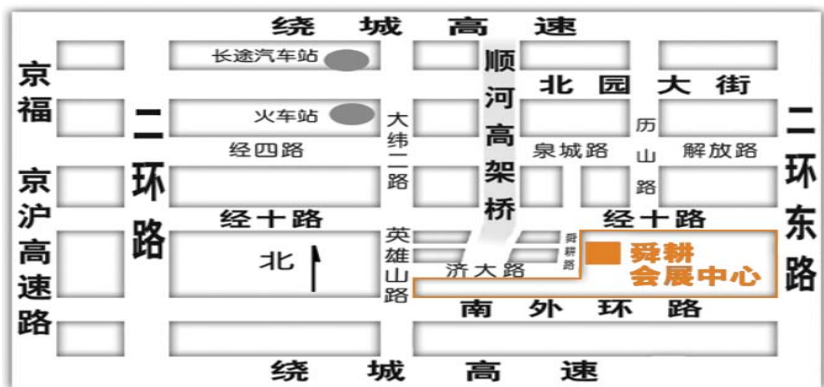 绕城高速
长途汽车站
京福
京沪高速路
二环路
火车站
大纬二路
顺河高架桥
北园大街
历山路
二环东路
经四路
泉城路
解放路
经十路
经十路
英雄山路
舜耕路
北
济大路
舜耕
会展中心
南外环路
绕城高速